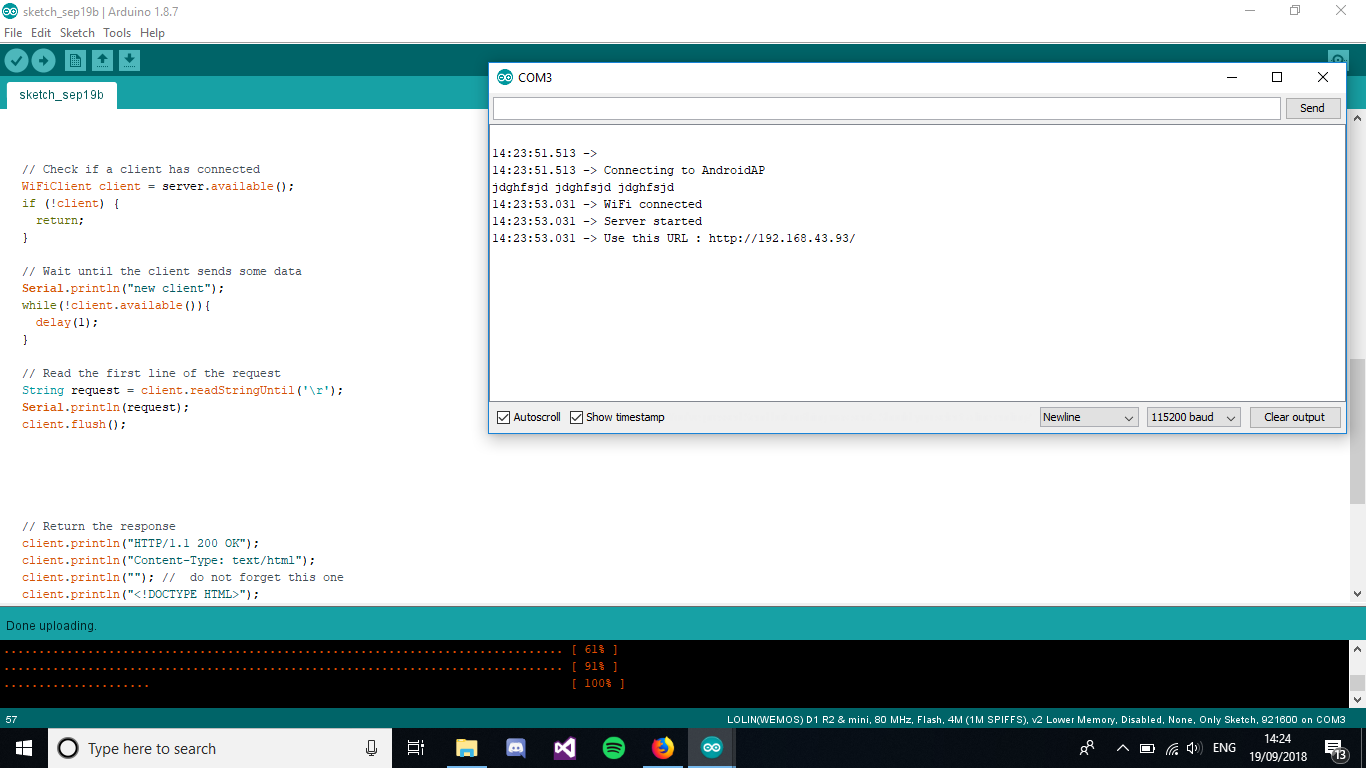 sketch_sep19b | Arduino 1.8.7
File Edit Sketch Tools Help
sketch_sep19b
// Check if a client has connected
WiFiClient client = server.available();
if (!client) {
return;
}
// Wait until the client sends some data
Serial.println("new client");
while(!client.available()){
delay(1);
}
// Read the first line of the request
String request = client.readStringUntil('\r');
Serial.println(request);
client.flush();
// Return the response
client.println("HTTP/1.1 200 OK");
client.println("Content-Type: text/html");
client.println(""); //  do not forget this one
client.println("<!DOCTYPE HTML>");
COM3
Send
14:23:51.513 ->
14:23:51.513 -> Connecting to AndroidAP
jdghfsjd jdghfsjd jdghfsjd
14:23:53.031 -> WiFi connected
14:23:53.031 -> Server started
14:23:53.031 -> Use this URL : http://192.168.43.93/
Autoscroll Show timestamp Newline 115200 baud Clear output
Done uploading.
................................................................................ [ 61% ]
................................................................................ [ 91% ]
..................... [ 100% ]
57 LOLIN(WEMOS) D1 R2 & mini, 80 MHz, Flash, 4M (1M SPIFFS), v2 Lower Memory, Disabled, None, Only Sketch, 921600 on COM3
Type here to search
ENG
14:24
19/09/2018
13